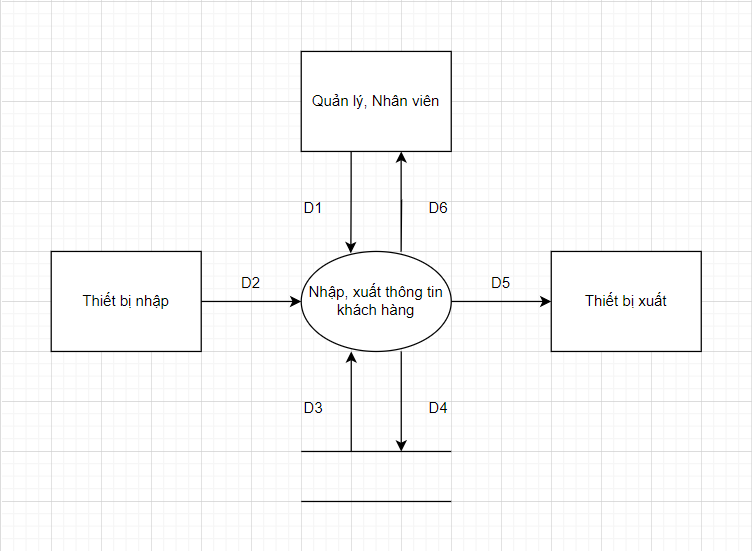 Quản lý, Nhân viên
D1
D6
Thiết bị nhập
D2
Nhập, xuất thông tin
khách hàng
D5
Thiết bị xuất
D3
D4